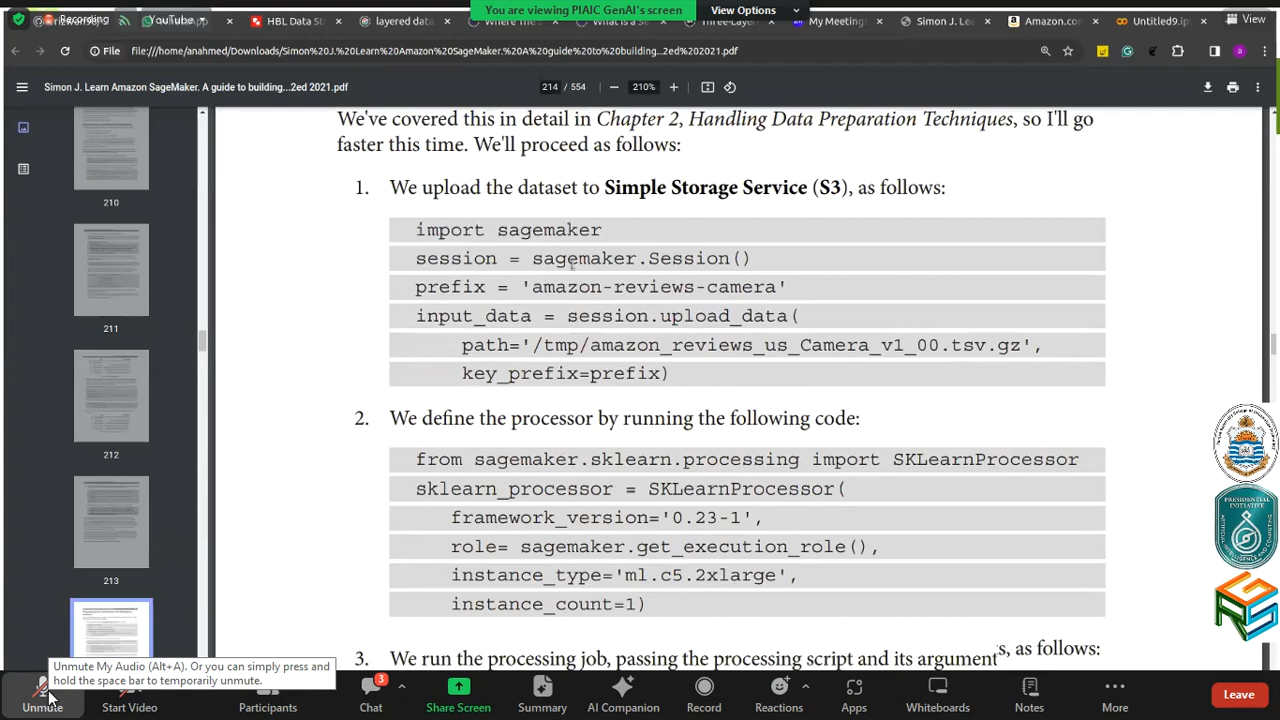 Recording
YouTube
HBL Data St
layered data
Where me
What is a Se
Three-Lay
My Meeting
Simon J. Lea
Amazon.com
Untitled9.ip
You are viewing PIAIC GenAI's screen
View Options
View
File
file:///home/anahmed/Downloads/Simon%20J.%20Learn%20Amazon%20SageMaker.%20A%20guide%20to%20building...2ed%202021.pdf
Simon J. Learn Amazon SageMaker. A guide to building...2ed 2021.pdf
214 / 554
210%
We've covered this in detail in Chapter 2, Handling Data Preparation Techniques, so I'll go
faster this time. We'll proceed as follows:
1. We upload the dataset to Simple Storage Service (S3), as follows:
import sagemaker
session = sagemaker.Session()
prefix = 'amazon-reviews-camera'
input_data = session.upload_data(
path='/tmp/amazon_reviews_us_Camera_v1_00.tsv.gz',
key_prefix=prefix)
2. We define the processor by running the following code:
from sagemaker.sklearn.processing import SKLearnProcessor
sklearn_processor = SKLearnProcessor(
framework_version='0.23-1',
role= sagemaker.get_execution_role(),
instance_type='ml.c5.2xlarge',
instance_count=1)
3. We run the processing job, passing the processing script and its arguments, as follows:
210
211
212
213
Unmute My Audio (Alt+A). Or you can simply press and
hold the space bar to temporarily unmute.
Unmute
Start Video
Participants
3
Chat
Share Screen
Summary
AI Companion
Record
Reactions
Apps
Whiteboards
Notes
More
Leave